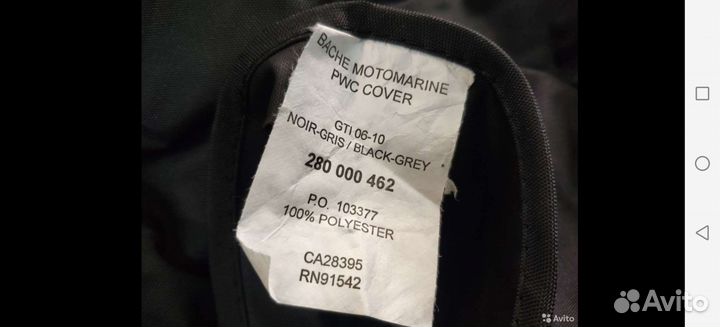 BACHE MOTOMARINE
PWC COVER
GTI 06-10
NOIR-GRIS / BLACK-GREY
280 000 462
P.O. 103377
100% POLYESTER
CA28395
RN91542
Avito
Avito